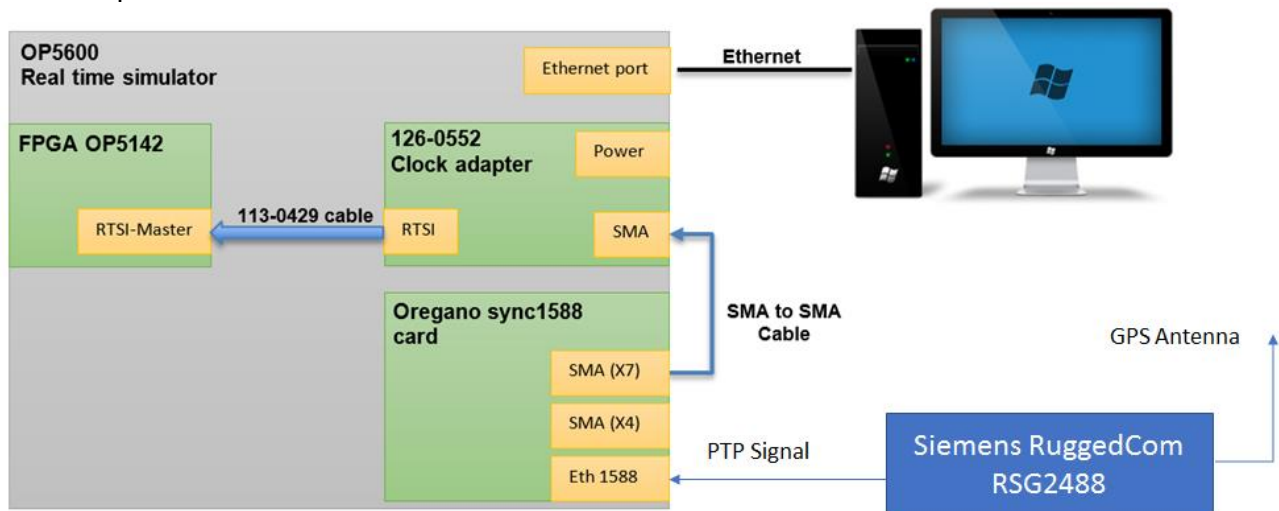 OP5600
Real time simulator
Ethernet port
Ethernet
FPGA OP5142
RTSI-Master
113-0429 cable
126-0552
Clock adapter
Power
RTSI
SMA
Oregano sync1588
card
SMA (X7)
SMA (X4)
Eth 1588
SMA to SMA
Cable
GPS Antenna
PTP Signal
Siemens RuggedCom
RSG2488